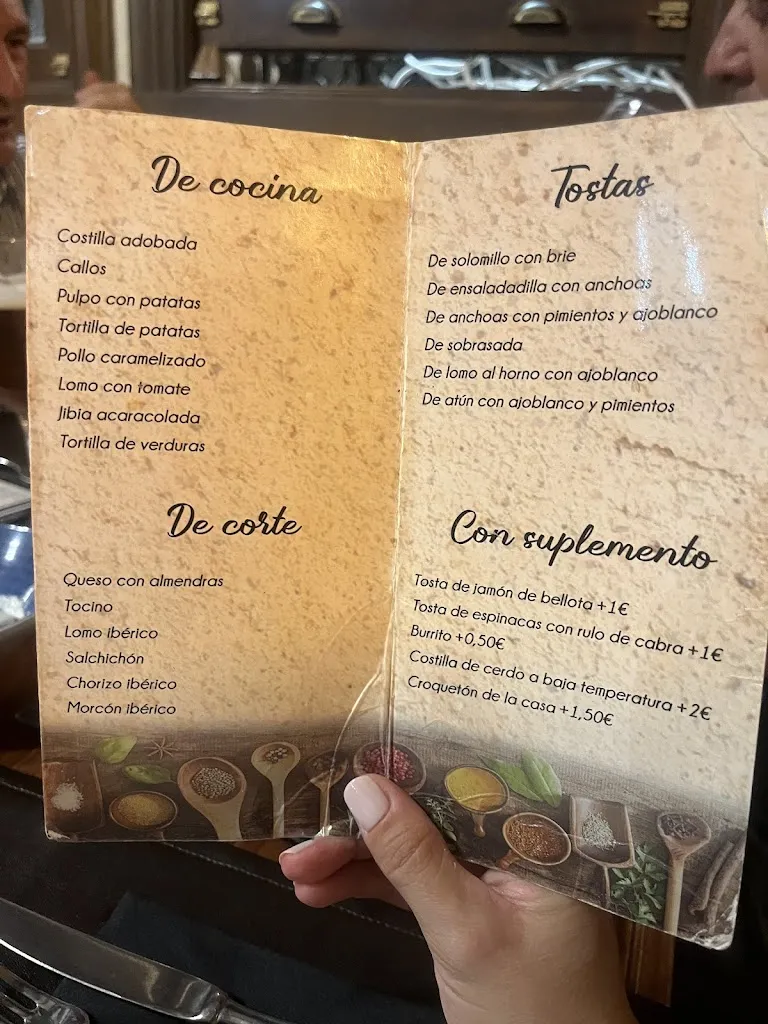 De cocina
Costilla adobada
Callos
Pulpo con patatas
Tortilla de patatas
Pollo caramelizado
Lomo con tomate
Jibia acaracolada
Tortilla de verduras
De corte
Queso con almendras
Tocino
Lomo ibérico
Salchichón
Chorizo ibérico
Morcón ibérico
Tostas
De solomillo con brie
De ensaladadilla con anchoas
De anchoas con pimientos y ajoblanco
De sobrasada
De lomo al horno con ajoblanco
De atún con ajoblanco y pimientos
Con suplemento
Tosta de jamón de bellota +1€
Tosta de espinacas con rulo de cabra +1€
Burrito +0,50€
Costilla de cerdo a baja temperatura +2€
Croquetón de la casa +1,50€